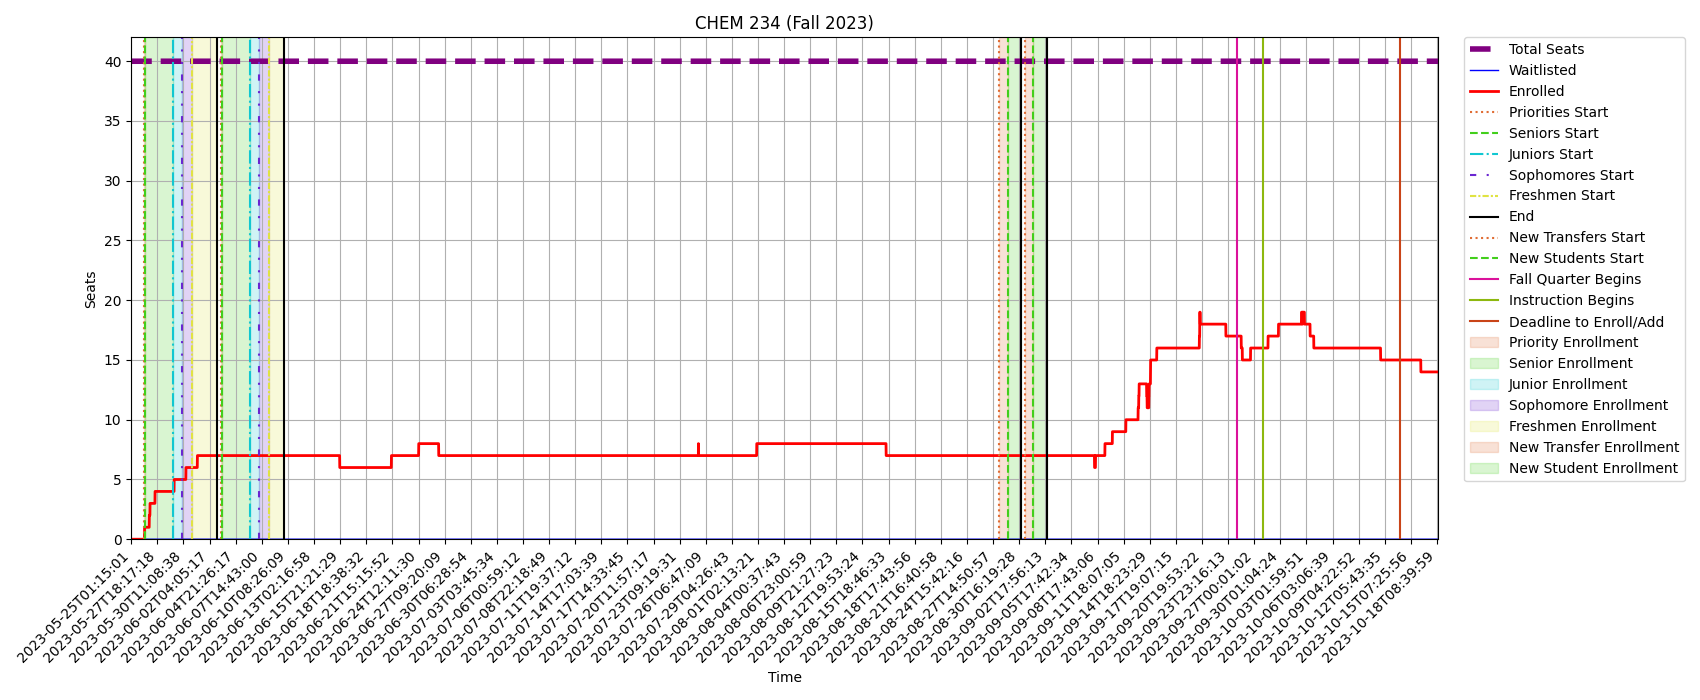 CHEM 234 (Fall 2023)
Seats
40
35
30
25
20
15
10
5
0
2023-05-25T01:15:01
2023-05-27T18:17:18
2023-05-30T11:08:38
2023-06-02T04:05:17
2023-06-04T21:26:17
2023-06-07T14:43:00
2023-06-10T08:26:09
2023-06-13T02:16:58
2023-06-15T21:21:29
2023-06-18T18:38:32
2023-06-21T15:15:52
2023-06-24T12:11:30
2023-06-27T09:20:09
2023-06-30T06:28:54
2023-07-03T03:45:34
2023-07-06T00:59:12
2023-07-08T22:18:49
2023-07-11T19:37:12
2023-07-14T17:03:39
2023-07-17T14:33:45
2023-07-20T11:57:17
2023-07-23T09:19:31
2023-07-26T06:47:09
2023-07-29T04:26:43
2023-08-01T02:13:21
2023-08-04T00:37:43
2023-08-06T23:00:59
2023-08-09T21:27:23
2023-08-12T19:53:24
2023-08-15T18:46:33
2023-08-18T17:43:56
2023-08-21T16:40:58
2023-08-24T15:42:16
2023-08-27T14:50:57
2023-08-30T16:19:28
2023-09-02T17:56:13
2023-09-05T17:42:34
2023-09-08T17:43:06
2023-09-11T18:07:05
2023-09-14T18:23:29
2023-09-17T19:07:15
2023-09-20T19:53:22
2023-09-23T23:16:13
2023-09-27T00:01:02
2023-09-30T01:04:24
2023-10-03T01:59:51
2023-10-06T03:06:39
2023-10-09T04:22:52
2023-10-12T05:43:35
2023-10-15T07:25:56
2023-10-18T08:39:59
Time
Total Seats
Waitlisted
Enrolled
Priorities Start
Seniors Start
Juniors Start
Sophomores Start
Freshmen Start
End
New Transfers Start
New Students Start
Fall Quarter Begins
Instruction Begins
Deadline to Enroll/Add
Priority Enrollment
Senior Enrollment
Junior Enrollment
Sophomore Enrollment
Freshmen Enrollment
New Transfer Enrollment
New Student Enrollment